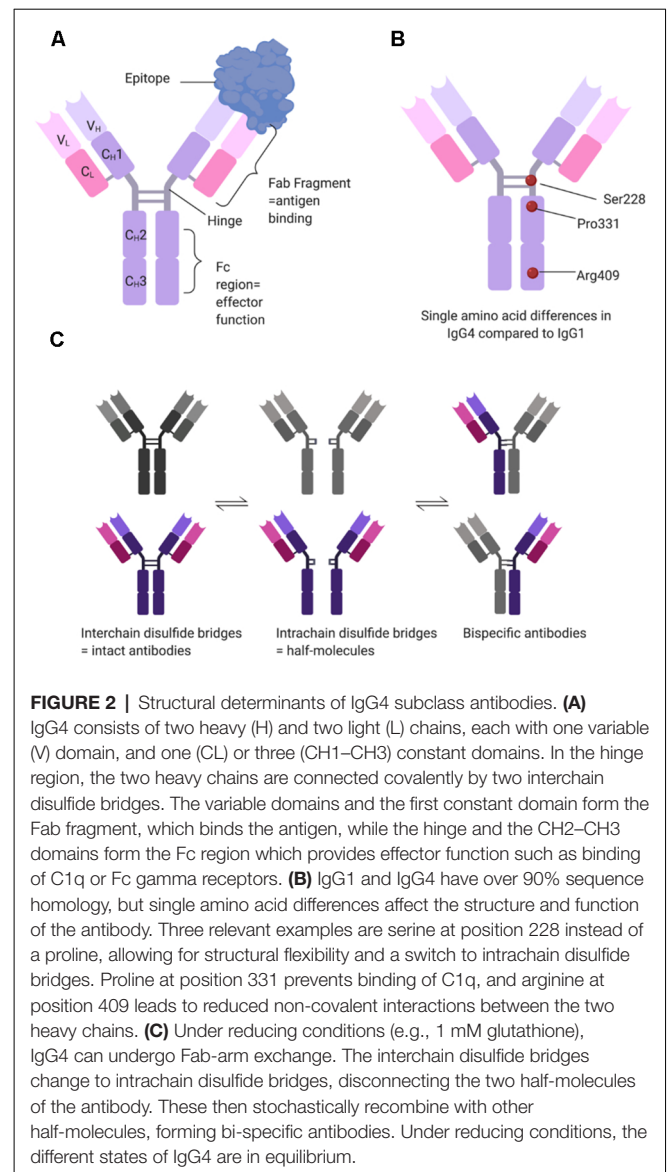 A
B
Epitope
V_H
V_L
C_H1
C_L
Fab Fragment
=antigen
binding
Hinge
C_H2
C_H3
Fc
region=
effector
function
Ser228
Pro331
Arg409
Single amino acid differences in
IgG4 compared to IgG1
C
Interchain disulfide bridges
= intact antibodies
Intrachain disulfide bridges
= half-molecules
Bispecific antibodies
FIGURE 2 | Structural determinants of IgG4 subclass antibodies. (A)
IgG4 consists of two heavy (H) and two light (L) chains, each with one variable
(V) domain, and one (CL) or three (CH1–CH3) constant domains. In the hinge
region, the two heavy chains are connected covalently by two interchain
disulfide bridges. The variable domains and the first constant domain form the
Fab fragment, which binds the antigen, while the hinge and the CH2–CH3
domains form the Fc region which provides effector function such as binding
of C1q or Fc gamma receptors. (B) IgG1 and IgG4 have over 90% sequence
homology, but single amino acid differences affect the structure and function
of the antibody. Three relevant examples are serine at position 228 instead of
a proline, allowing for structural flexibility and a switch to intrachain disulfide
bridges. Proline at position 331 prevents binding of C1q, and arginine at
position 409 leads to reduced non-covalent interactions between the two
heavy chains. (C) Under reducing conditions (e.g., 1 mM glutathione),
IgG4 can undergo Fab-arm exchange. The interchain disulfide bridges
change to intrachain disulfide bridges, disconnecting the two half-molecules
of the antibody. These then stochastically recombine with other
half-molecules, forming bi-specific antibodies. Under reducing conditions, the
different states of IgG4 are in equilibrium.